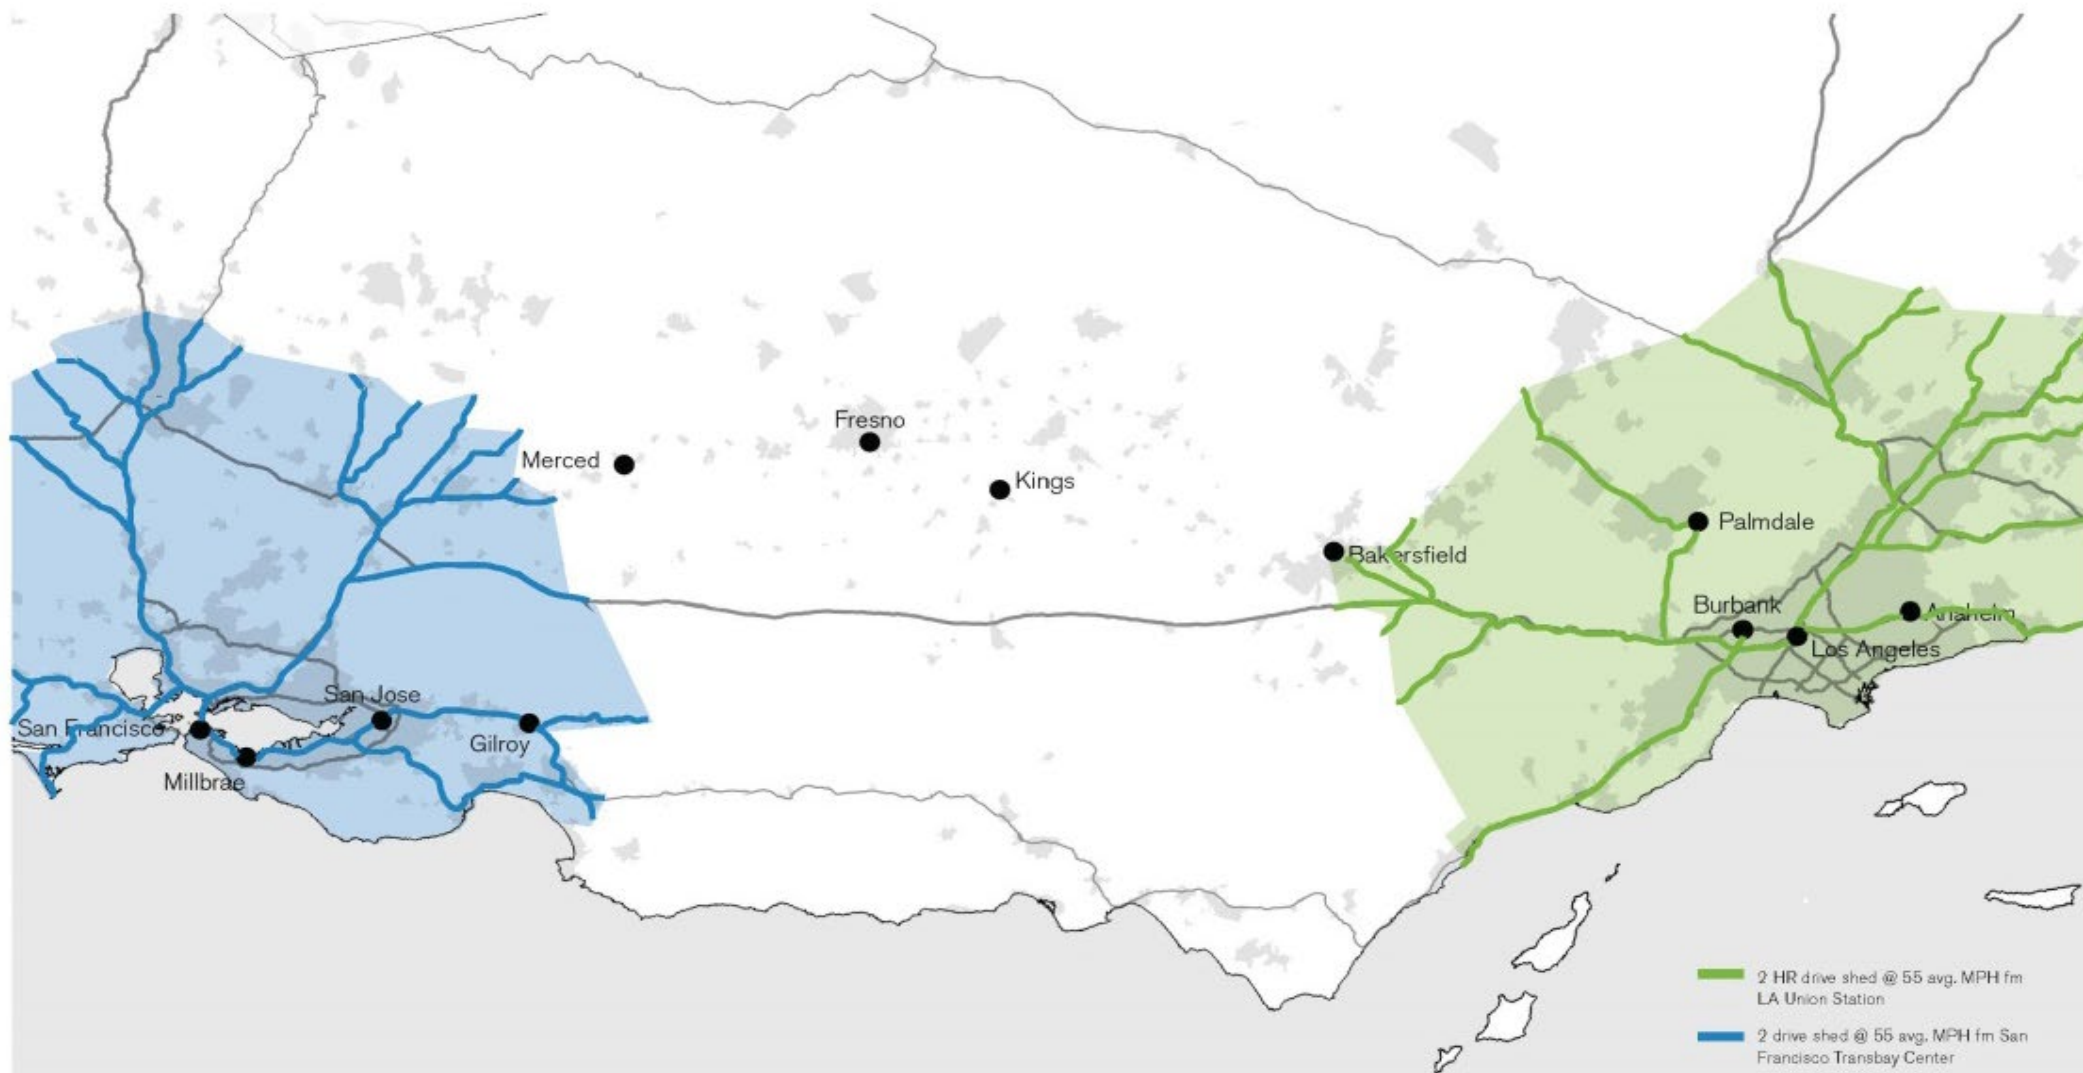 Fresno
Merced
Kings
Palmdale
Bakersfield
Burbank
Anaheim
Los Angeles
San Jose
San Francisco
Gilroy
Millbrae
2 HR drive shed @ 55 avg. MPH fm
LA Union Station
2 drive shed @ 55 avg. MPH fm San
Francisco Transbay Center